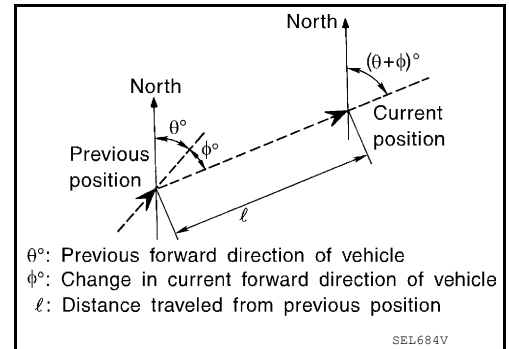 North
(θ+ϕ)°
North
θ°
ϕ°
Current
position
Previous
position
ℓ
θ°: Previous forward direction of vehicle
ϕ°: Change in current forward direction of vehicle
ℓ: Distance traveled from previous position
SEL684V